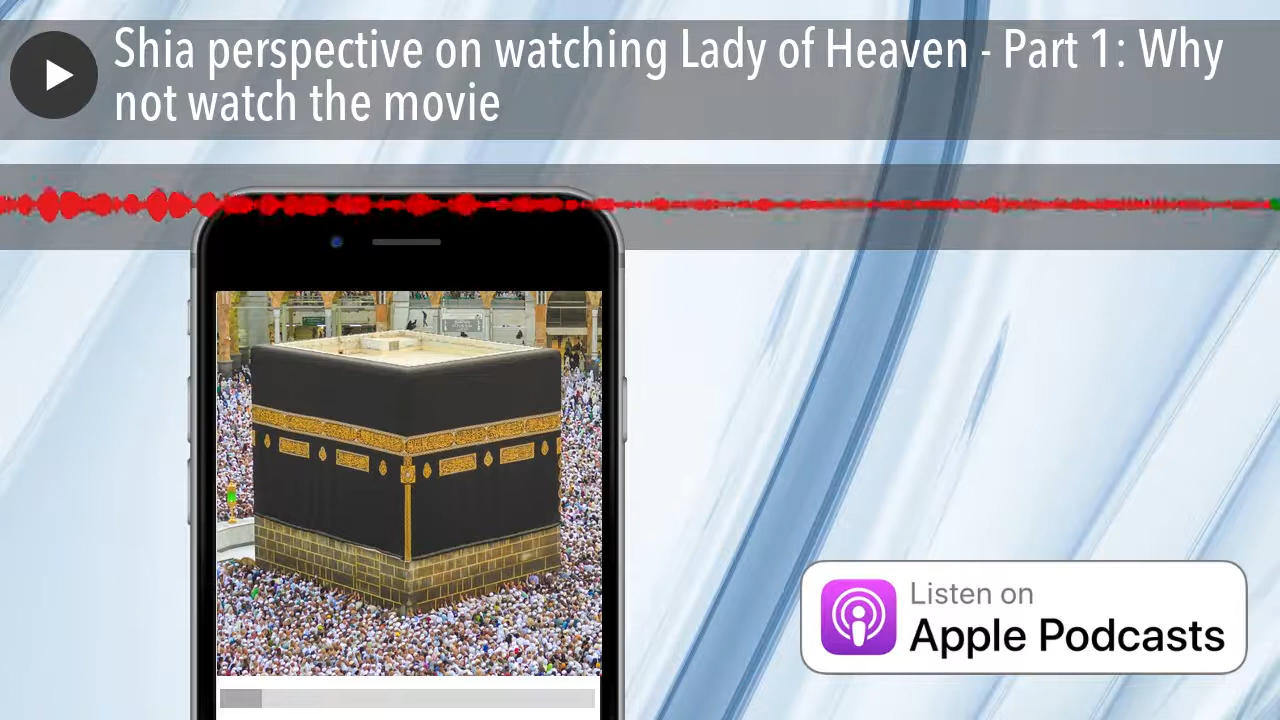 Shia perspective on watching Lady of Heaven - Part 1: Why
not watch the movie
Listen on
Apple Podcasts